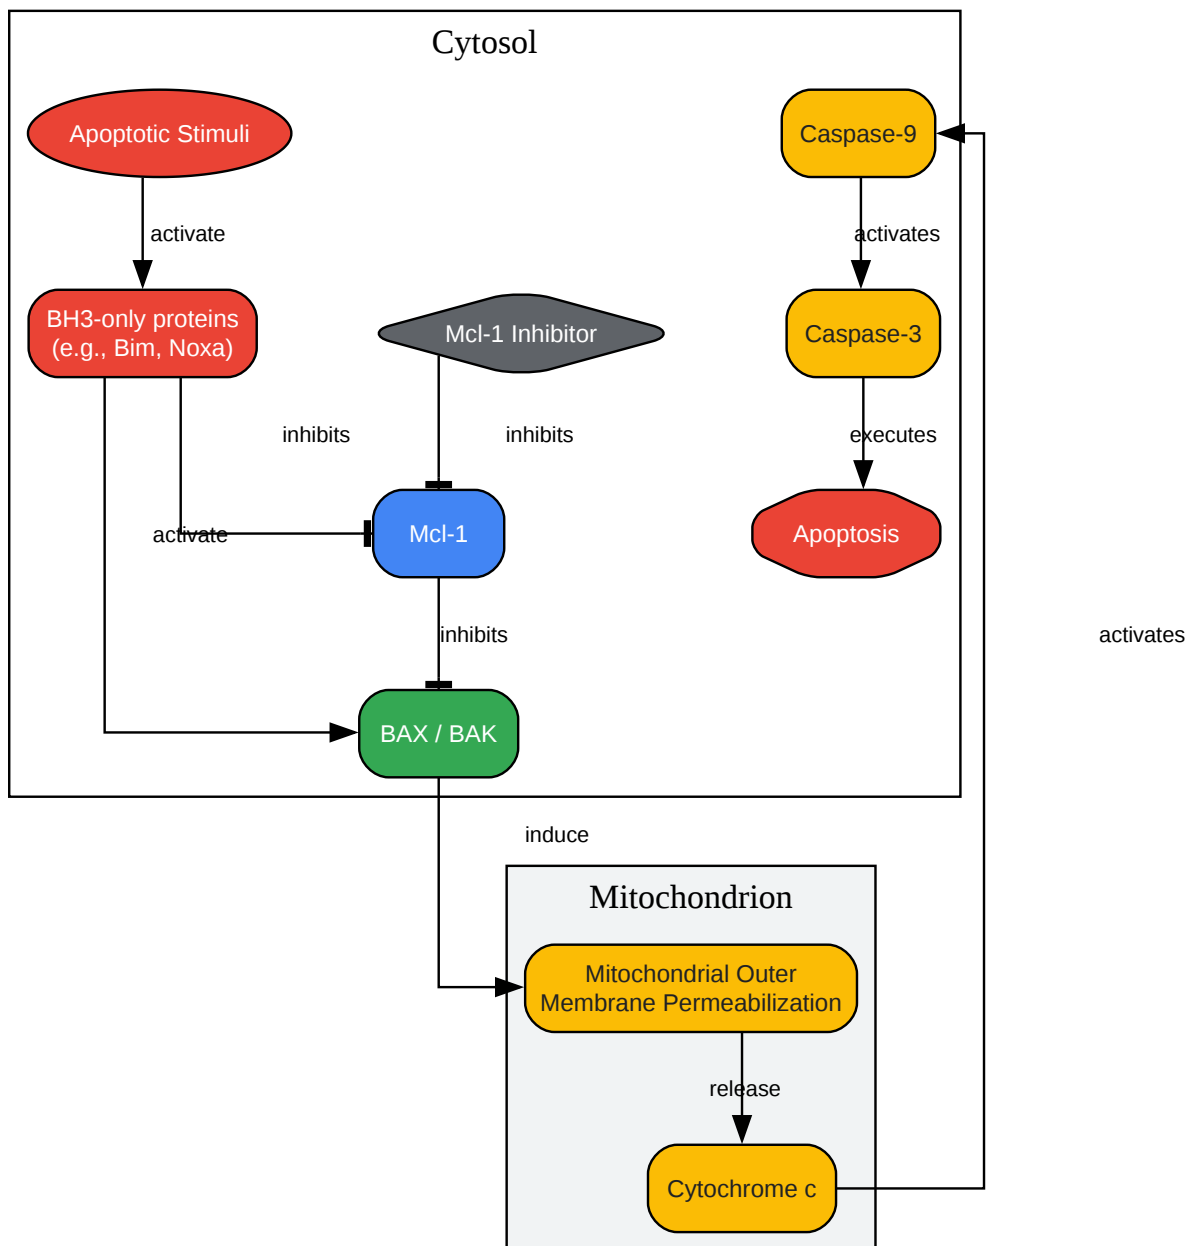 Cytosol
Apoptotic Stimuli
Caspase-9
activate
activates
BH3-only proteins
(e.g., Bim, Noxa)
Mcl-1 Inhibitor
Caspase-3
inhibits
inhibits
executes
activate
Mcl-1
Apoptosis
inhibits
activates
BAX / BAK
induce
Mitochondrion
Mitochondrial Outer
Membrane Permeabilization
release
Cytochrome c